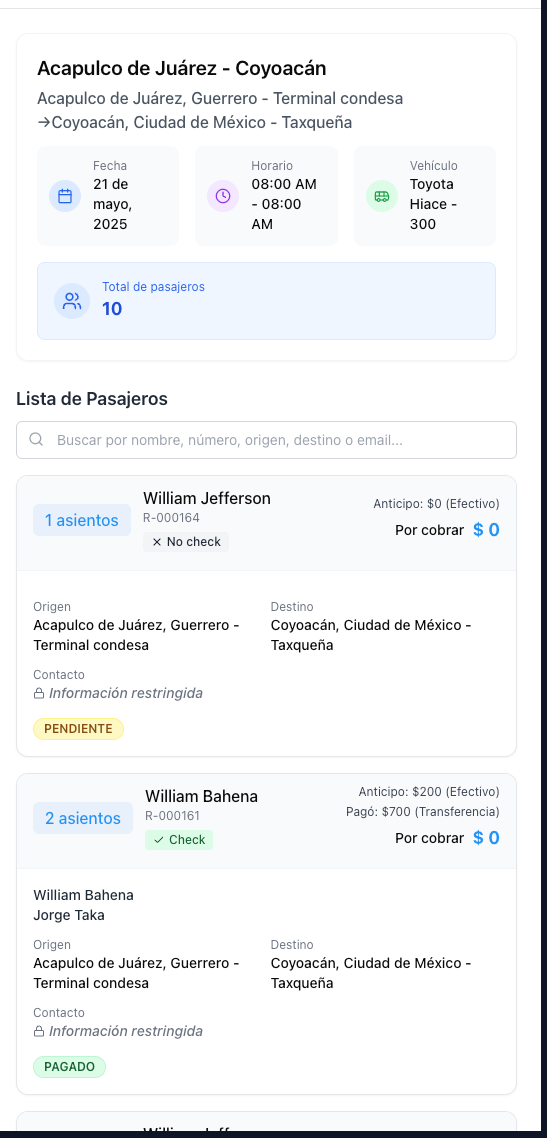 Acapulco de Juárez - Coyoacán
Acapulco de Juárez, Guerrero - Terminal condesa
→Coyoacán, Ciudad de México - Taxqueña
Fecha
21 de
mayo,
2025
Horario
08:00 AM
- 08:00
AM
Vehículo
Toyota
Hiace -
300
Total de pasajeros
10
Lista de Pasajeros
Buscar por nombre, número, origen, destino o email...
1 asientos
William Jefferson
R-000164
No check
Anticipo: $0 (Efectivo)
Por cobrar $ 0
Origen
Acapulco de Juárez, Guerrero -
Terminal condesa
Destino
Coyoacán, Ciudad de México -
Taxqueña
Contacto
Información restringida
PENDIENTE
2 asientos
William Bahena
R-000161
Check
Anticipo: $200 (Efectivo)
Pagó: $700 (Transferencia)
Por cobrar $ 0
William Bahena
Jorge Taka
Origen
Acapulco de Juárez, Guerrero -
Terminal condesa
Destino
Coyoacán, Ciudad de México -
Taxqueña
Contacto
Información restringida
PAGADO